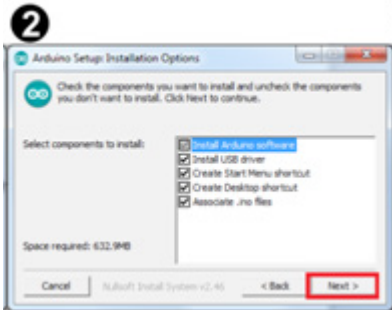 2
Arduino Setup: Installation Options
Check the components you want to install and uncheck the components
you don't want to install. Click Next to continue.
Select components to install:
Install Arduino software
Install USB driver
Create Start Menu shortcut
Create Desktop shortcut
Associate .ino files
Space required: 632.9MB
Cancel
Nullsoft Install System v2.46
< Back
Next >